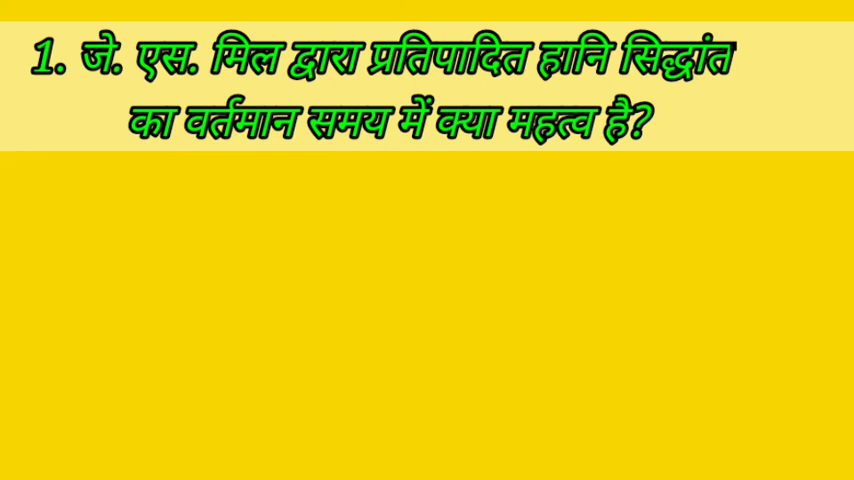 1. जे. एस. मिल द्वारा प्रतिपादित हानि सिद्धांत
का वर्तमान समय में क्या महत्व है?